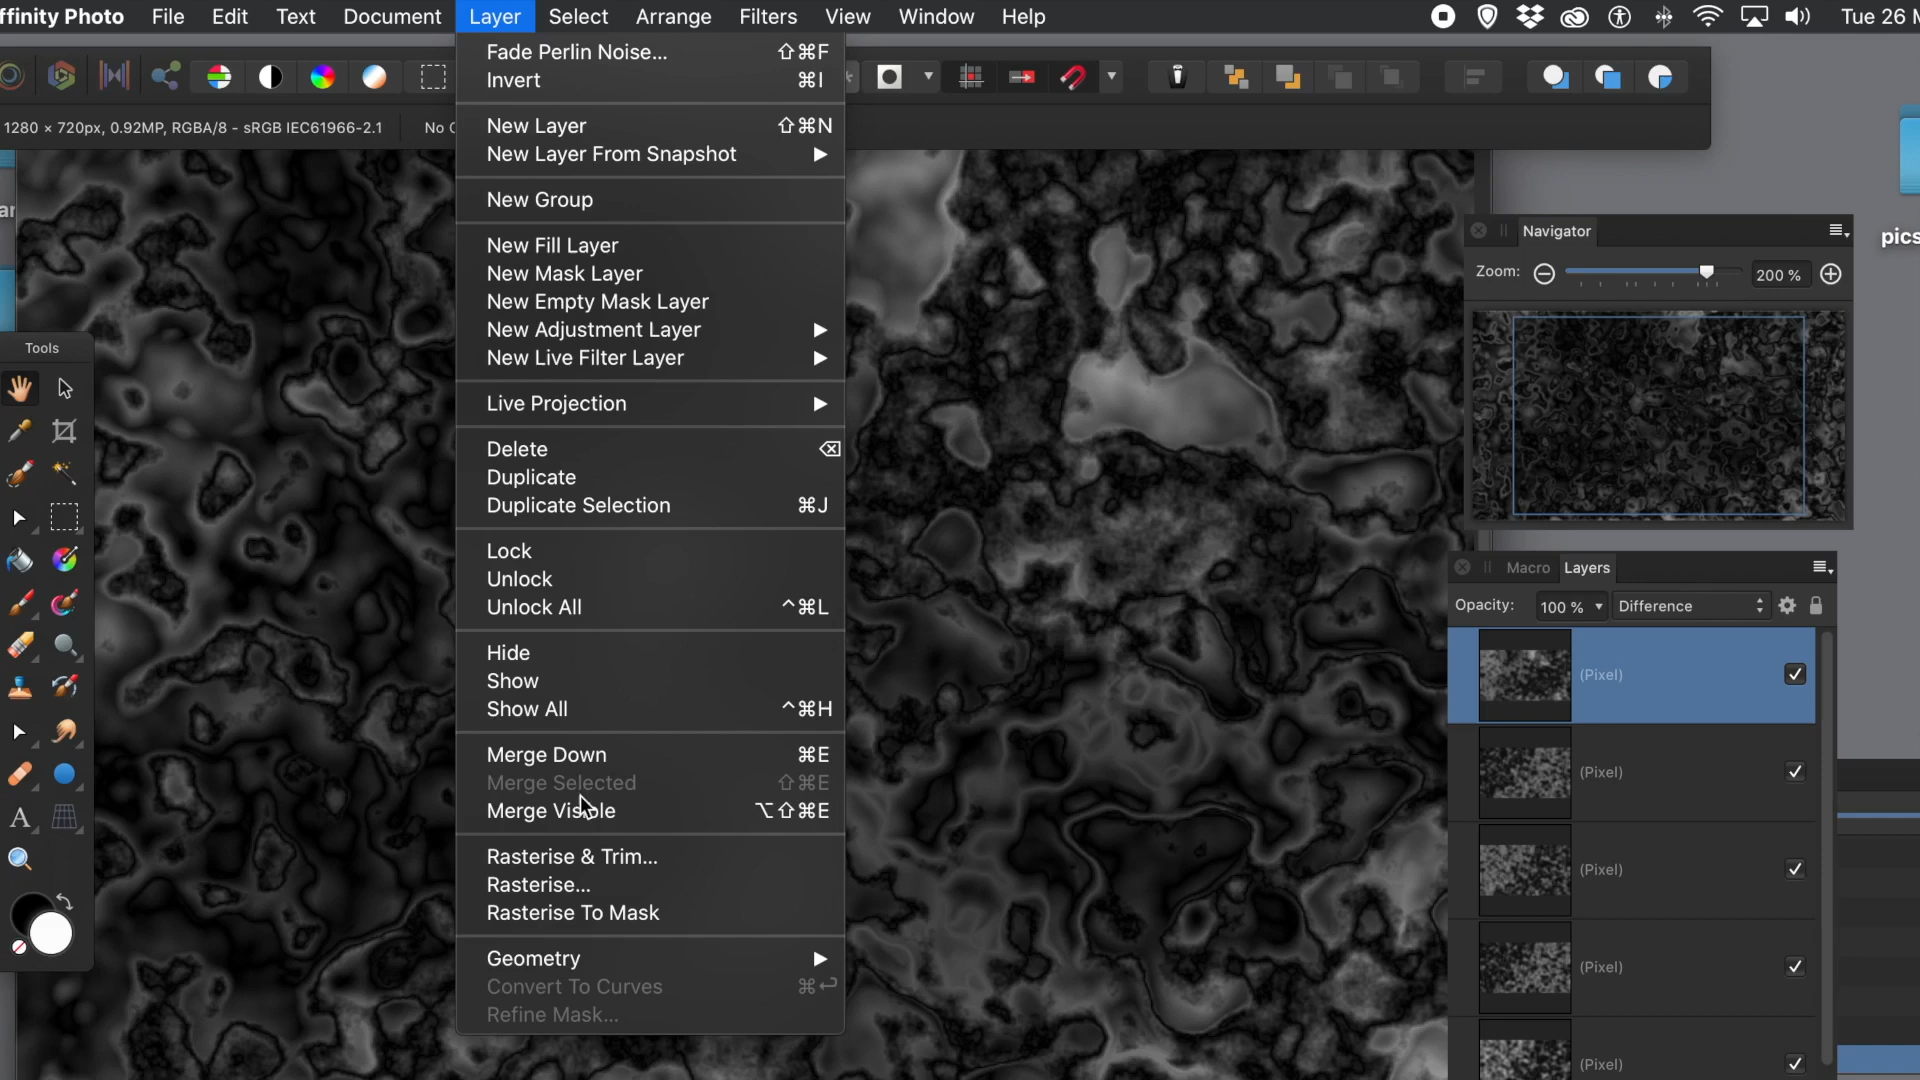 ffinity Photo File Edit Text Document Layer Select Arrange Filters View Window Help Tue 26 M
Fade Perlin Noise... ⇧⌘F
Invert ⌘I
New Layer ⇧⌘N
New Layer From Snapshot
New Group
New Fill Layer
New Mask Layer
New Empty Mask Layer
New Adjustment Layer
New Live Filter Layer
Live Projection
Delete
Duplicate
Duplicate Selection ⌘J
Lock
Unlock
Unlock All ^⌘L
Hide
Show
Show All ^⌘H
Merge Down ⌘E
Merge Selected ⇧⌘E
Merge Visible ⌥⇧⌘E
Rasterise & Trim...
Rasterise...
Rasterise To Mask
Geometry
Convert To Curves ⌘↩
Refine Mask...
1280 × 720px, 0.92MP, RGBA/8 - sRGB IEC61966-2.1 No C
ar
Tools
A
pics
Navigator
Zoom: 200 %
Macro Layers
Opacity: 100 % Difference
(Pixel)
(Pixel)
(Pixel)
(Pixel)
(Pixel)